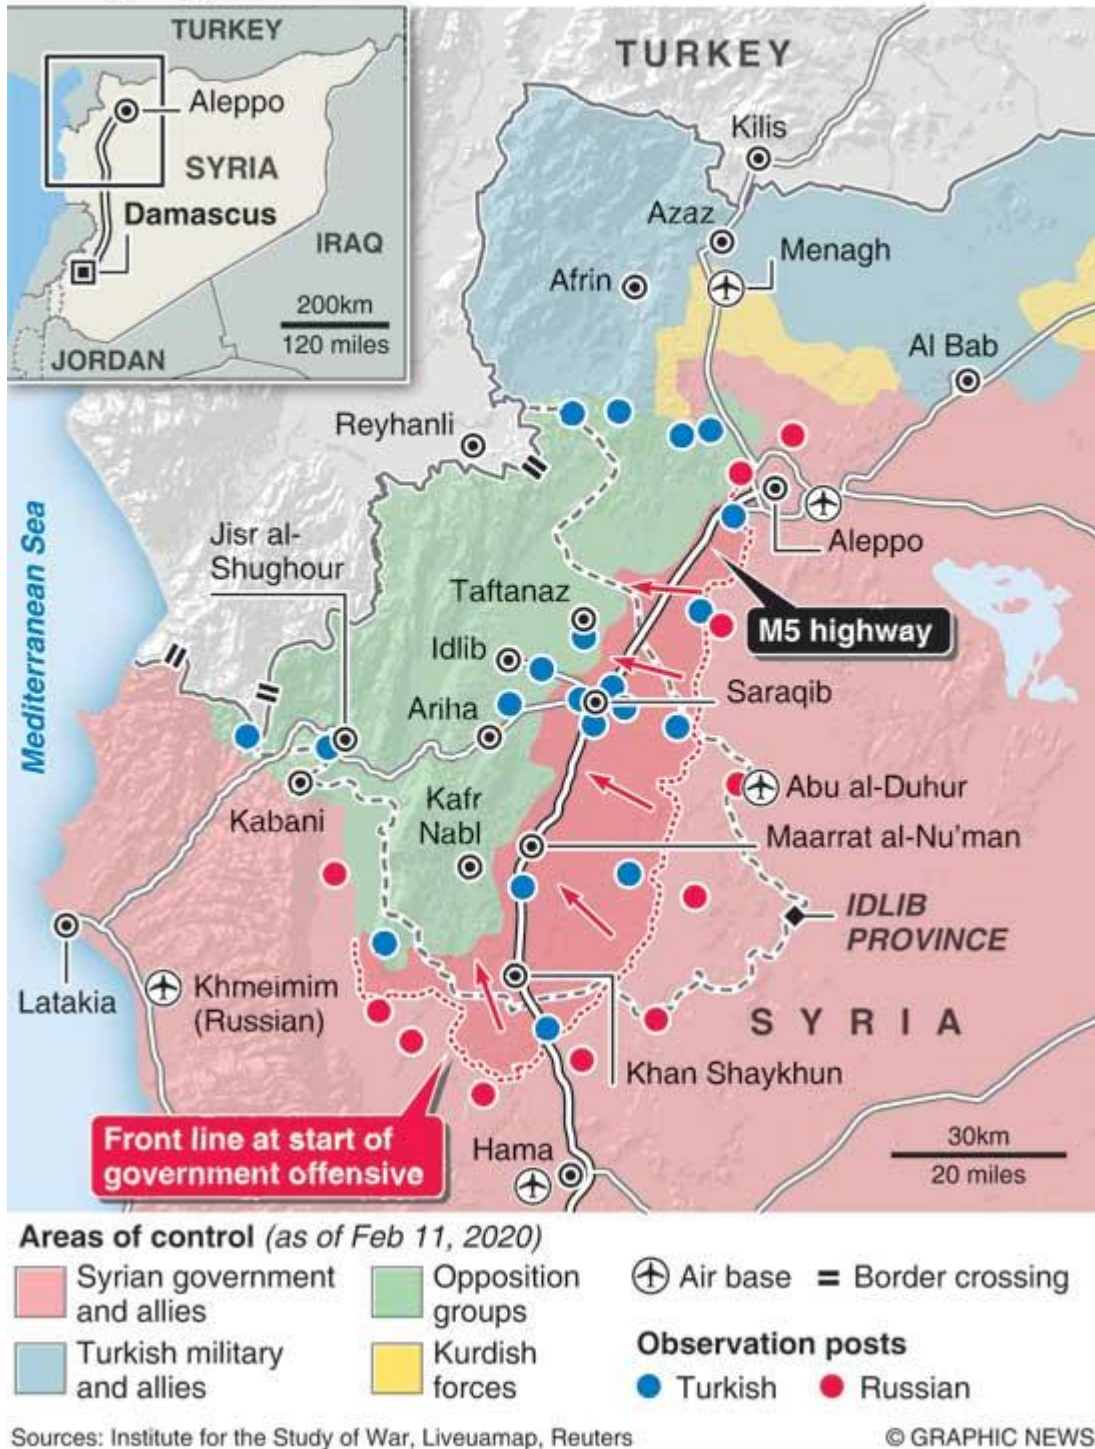 TURKEY
Aleppo
SYRIA
Damascus
IRAQ
200km
120 miles
JORDAN
TURKEY
Kilis
Azaz
Menagh
Afrin
Al Bab
Reyhanli
Mediterranean Sea
Jisr al-
Shughour
Aleppo
Taftanaz
M5 highway
Idlib
Saraqib
Ariha
Abu al-Duhur
Kabani
Kafr
Nabl
Maarrat al-Nu'man
IDLIB
PROVINCE
Latakia
Khmeimim
(Russian)
SYRIA
Khan Shaykhun
Front line at start of
government offensive
Hama
30km
20 miles
Areas of control (as of Feb 11, 2020)
Syrian government
and allies
Opposition
groups
Air base
Border crossing
Turkish military
and allies
Kurdish
forces
Observation posts
Turkish
Russian
Sources: Institute for the Study of War, Liveuamap, Reuters
© GRAPHIC NEWS